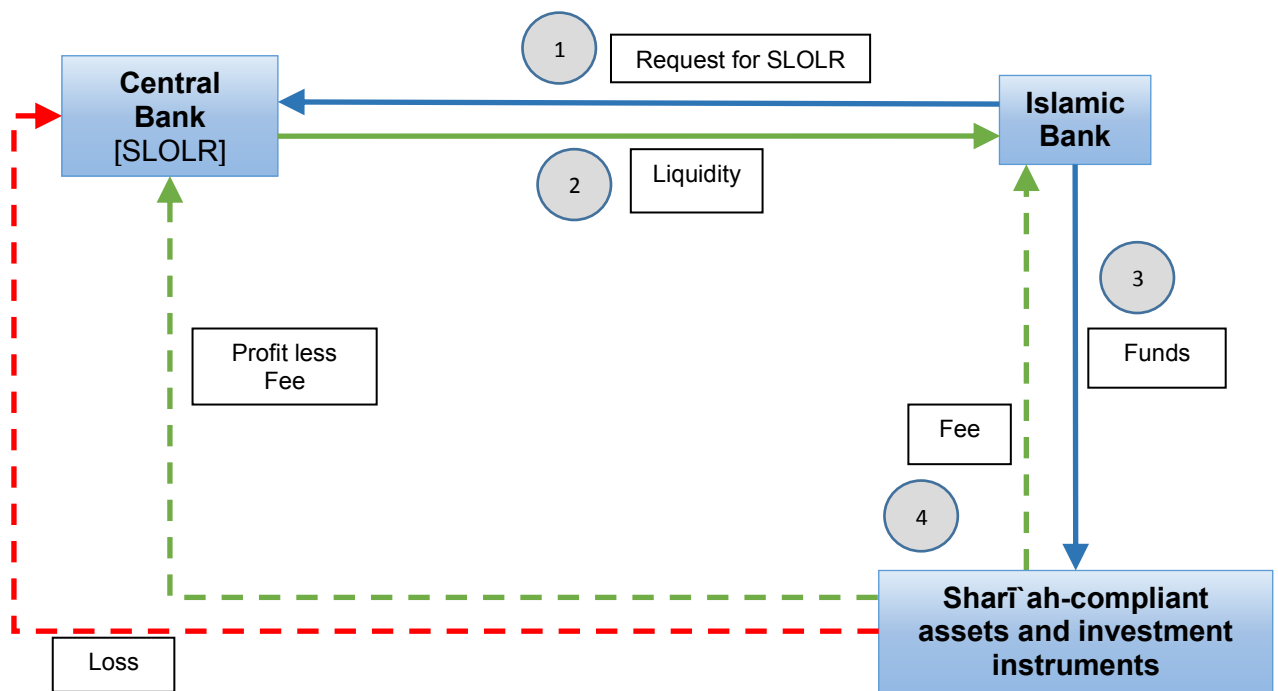 1
Request for SLOLR
Central
Bank
[SLOLR]
Islamic
Bank
2
Liquidity
3
Funds
Profit less
Fee
Fee
4
Sharī`ah-compliant
assets and investment
instruments
Loss